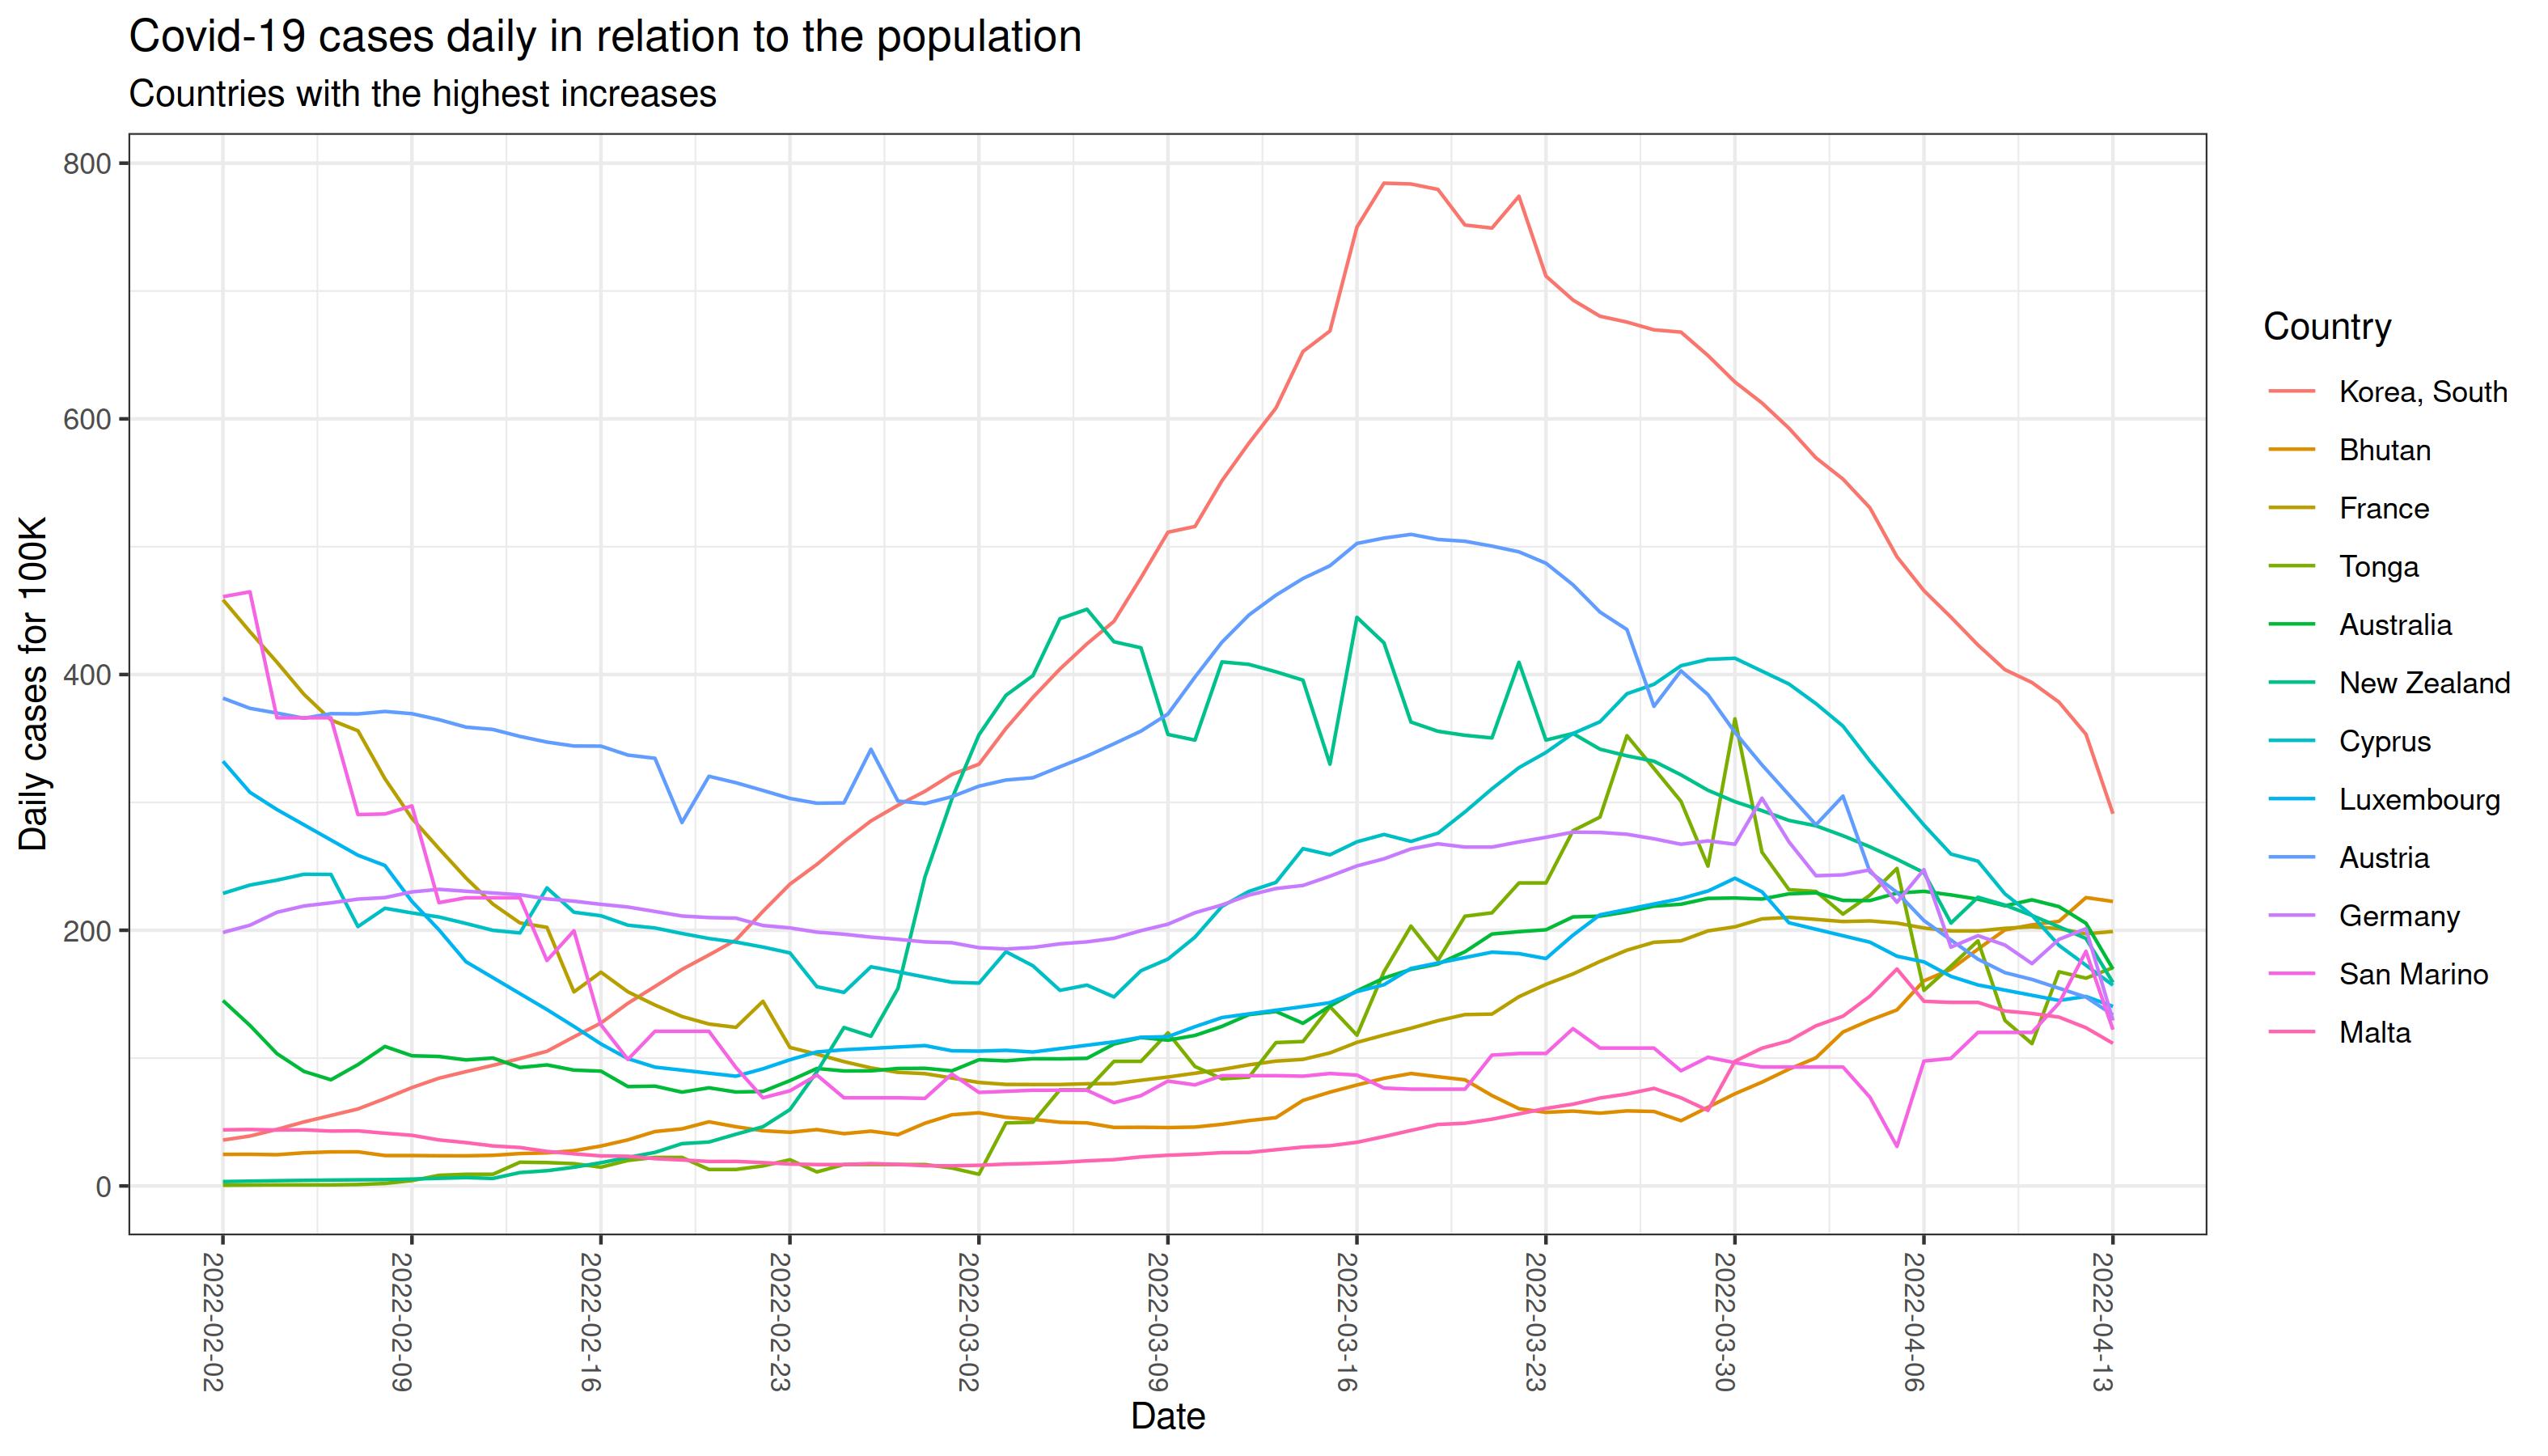 Covid-19 cases daily in relation to the population
Countries with the highest increases
Daily cases for 100K
800
600
400
200
0
2022-02-02
2022-02-09
2022-02-16
2022-02-23
2022-03-02
2022-03-09
2022-03-16
2022-03-23
2022-03-30
2022-04-06
2022-04-13
Date
Country
Korea, South
Bhutan
France
Tonga
Australia
New Zealand
Cyprus
Luxembourg
Austria
Germany
San Marino
Malta